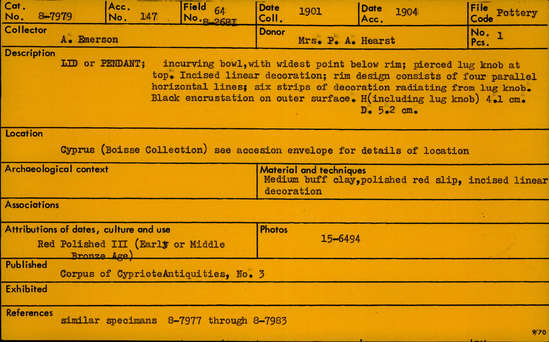 Cat. No. 8-7979 Acc. No. 147 Field No. 64 8-2681 Date Coll. 1901 Date Acc. 1904 File Code Pottery
Collector A. Emerson Donor Mrs. P. A. Hearst No. Pcs. 1
Description LID or PENDANT; incurving bowl,with widest point below rim; pierced lug knob at
top. Incised linear decoration; rim design consists of four parallel
horizontal lines; six strips of decoration radiating from lug knob.
Black encrustation on outer surface. H(including lug knob) 4.1 cm.
D. 5.2 cm.
Location
Cyprus (Boisse Collection) see accesion envelope for details of location
Archaeological context Material and techniques
Medium buff clay,polished red slip, incised linear
decoration
Associations
Attributions of dates, culture and use Photos
15-6494
Red Polished III (Early or Middle
Bronze Age)
Published
Corpus of CyprioteAntiquities, No. 3
Exhibited
References
similar specimens 8-7977 through 8-7983
9/70